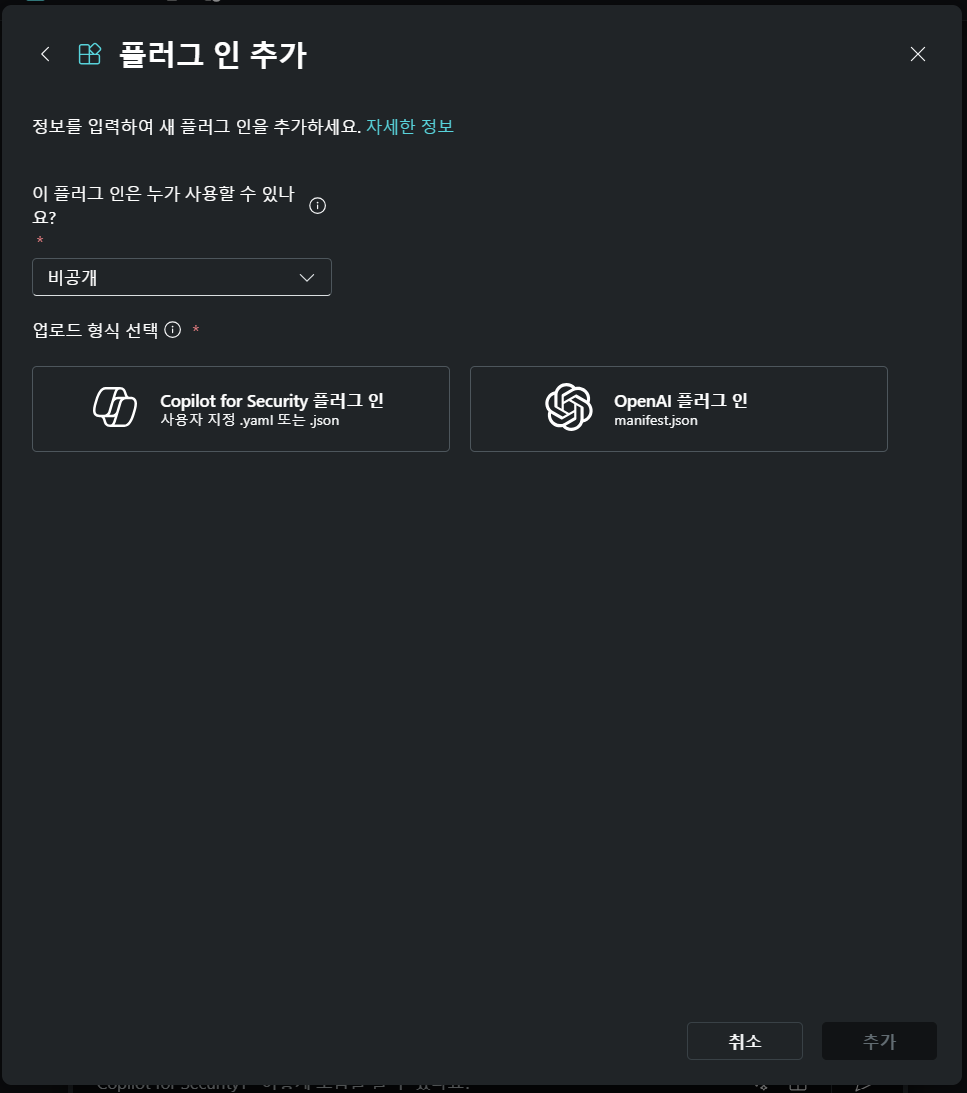 플러그 인 추가
정보를 입력하여 새 플러그 인을 추가하세요. 자세한 정보
이 플러그 인은 누가 사용할 수 있나
요?
*
비공개
업로드 형식 선택 *
Copilot for Security 플러그 인
사용자 지정 .yaml 또는 .json
OpenAI 플러그 인
manifest.json
취소
추가